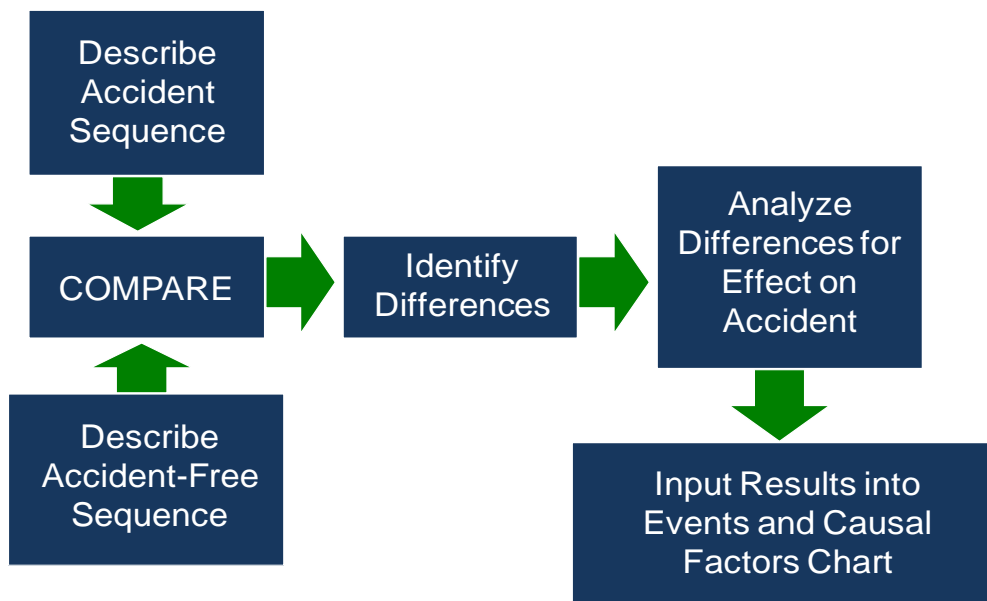 Describe
Accident
Sequence
COMPARE
Describe
Accident-Free
Sequence
Identify
Differences
Analyze
Differences for
Effect on
Accident
Input Results into
Events and Causal
Factors Chart